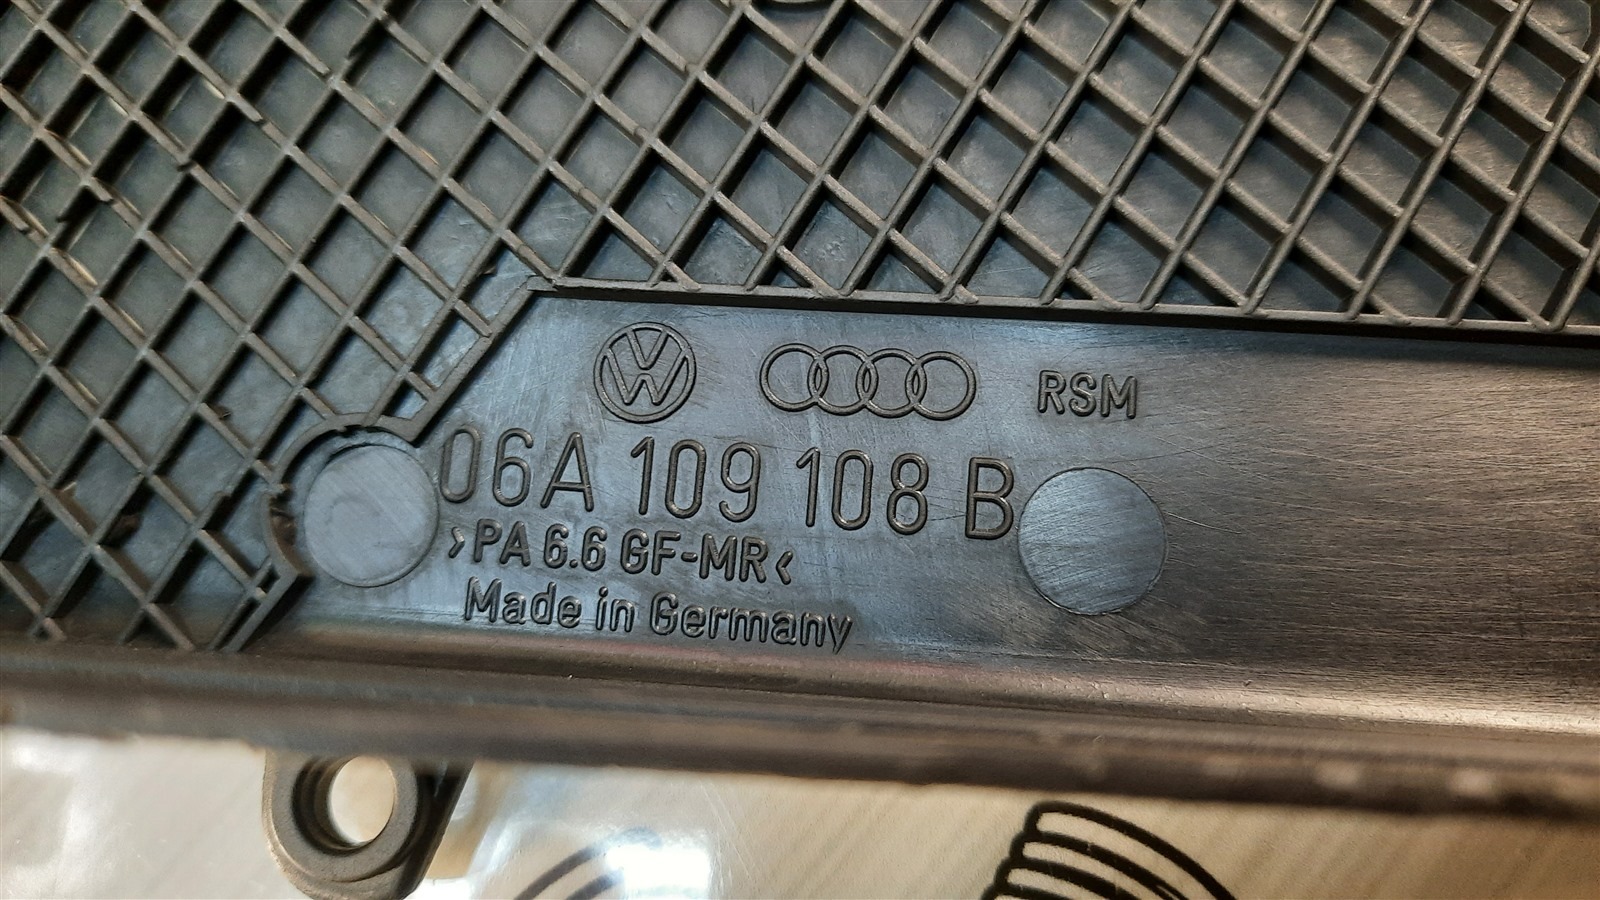 RSM
06A 109 108 B
>PA 6.6 GF-MR<
Made in Germany